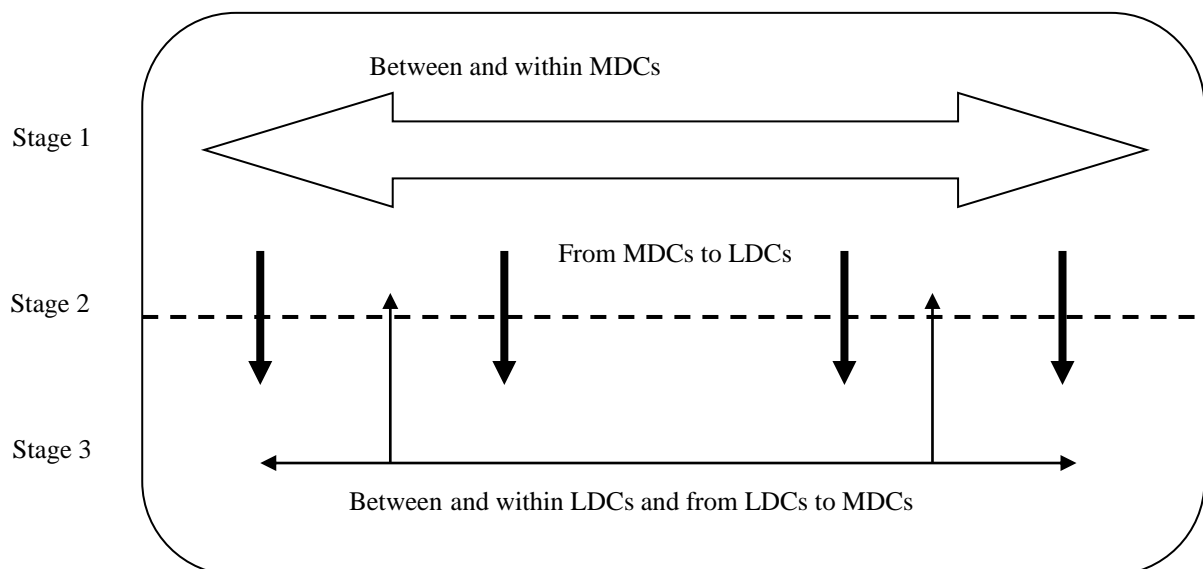 Between and within MDCs
Stage 1
From MDCs to LDCs
Stage 2
Stage 3
Between and within LDCs and from LDCs to MDCs